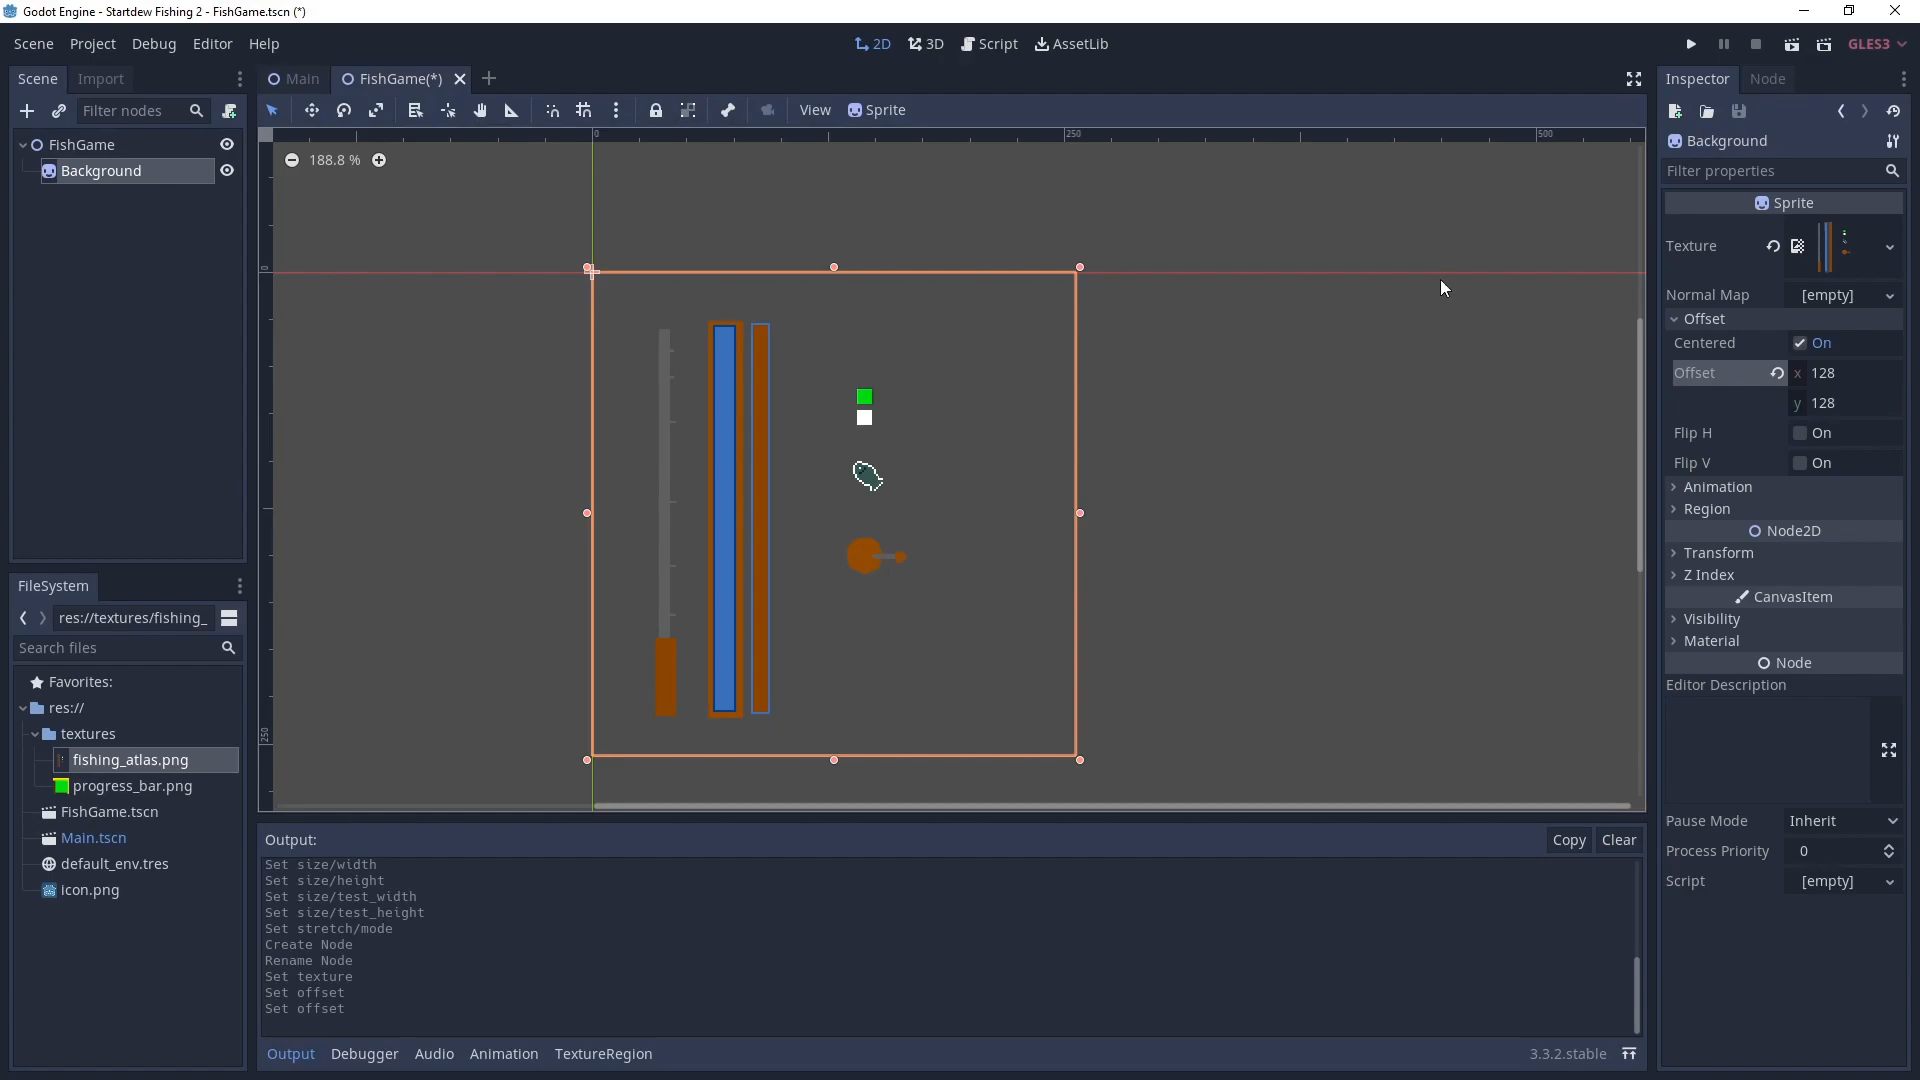 Godot Engine - Startdew Fishing 2 - FishGame.tscn (*)
Scene Project Debug Editor Help
2D 3D Script AssetLib
GLES3
Scene Import
Main FishGame(*)
Inspector Node
Filter nodes
View Sprite
FishGame
Background
0 250 500
188.8 %
0
250
Background
Filter properties
Sprite
Texture
Normal Map [empty]
Offset
Centered On
Offset x 128
y 128
Flip H On
Flip V On
Animation
Region
Node2D
Transform
Z Index
CanvasItem
Visibility
Material
Node
Editor Description
Pause Mode Inherit
Process Priority 0
Script [empty]
FileSystem
res://textures/fishing_
Search files
Favorites:
res://
textures
fishing_atlas.png
progress_bar.png
FishGame.tscn
Main.tscn
default_env.tres
icon.png
Output: Copy Clear
Set size/width
Set size/height
Set size/test_width
Set size/test_height
Set stretch/mode
Create Node
Rename Node
Set texture
Set offset
Set offset
Output Debugger Audio Animation TextureRegion 3.3.2.stable